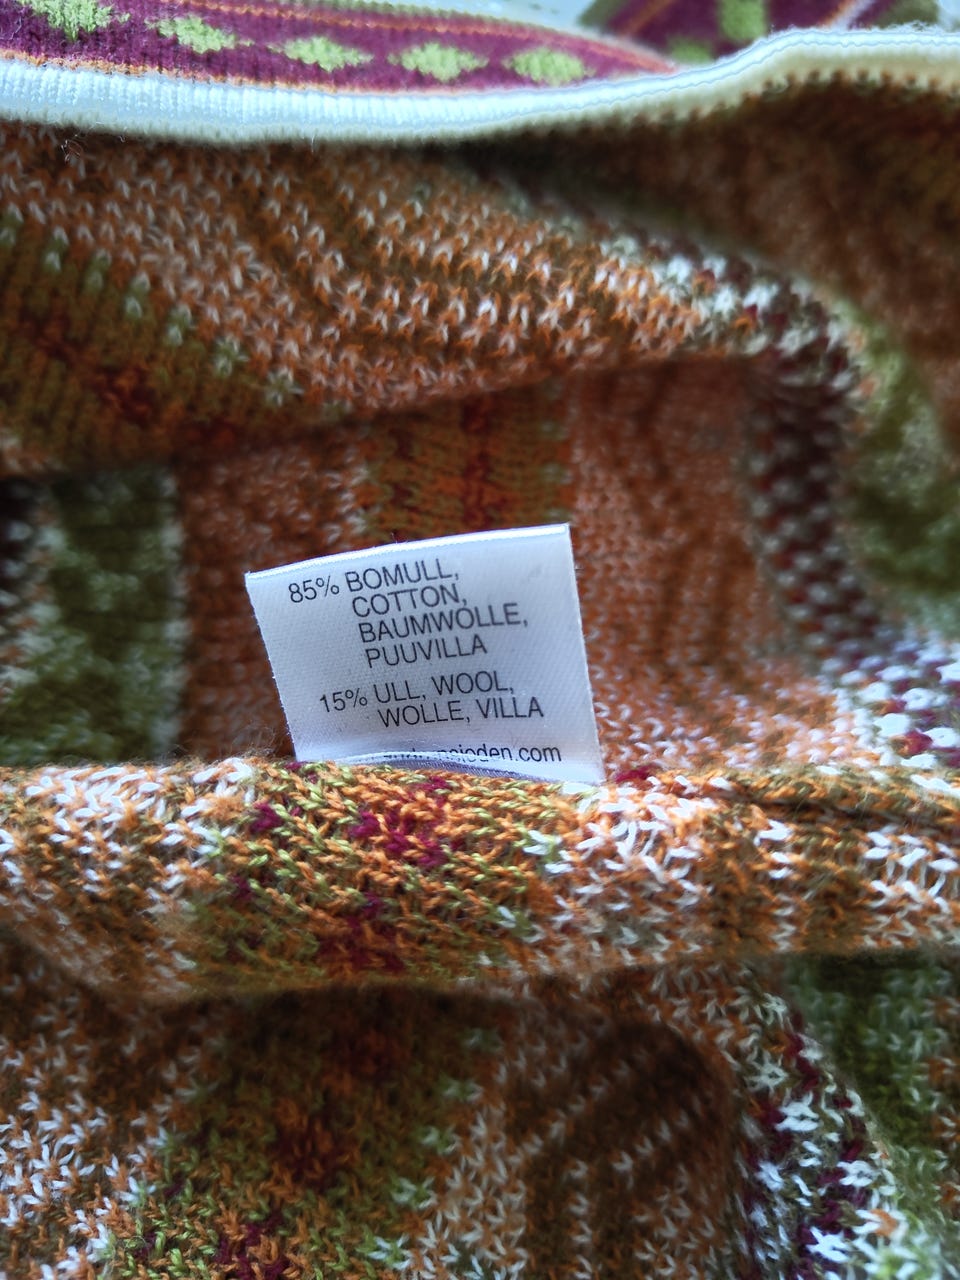 85% BOMULL,
COTTON,
BAUMWOLLE,
PUUVILLA
15% ULL, WOOL,
WOLLE, VILLA